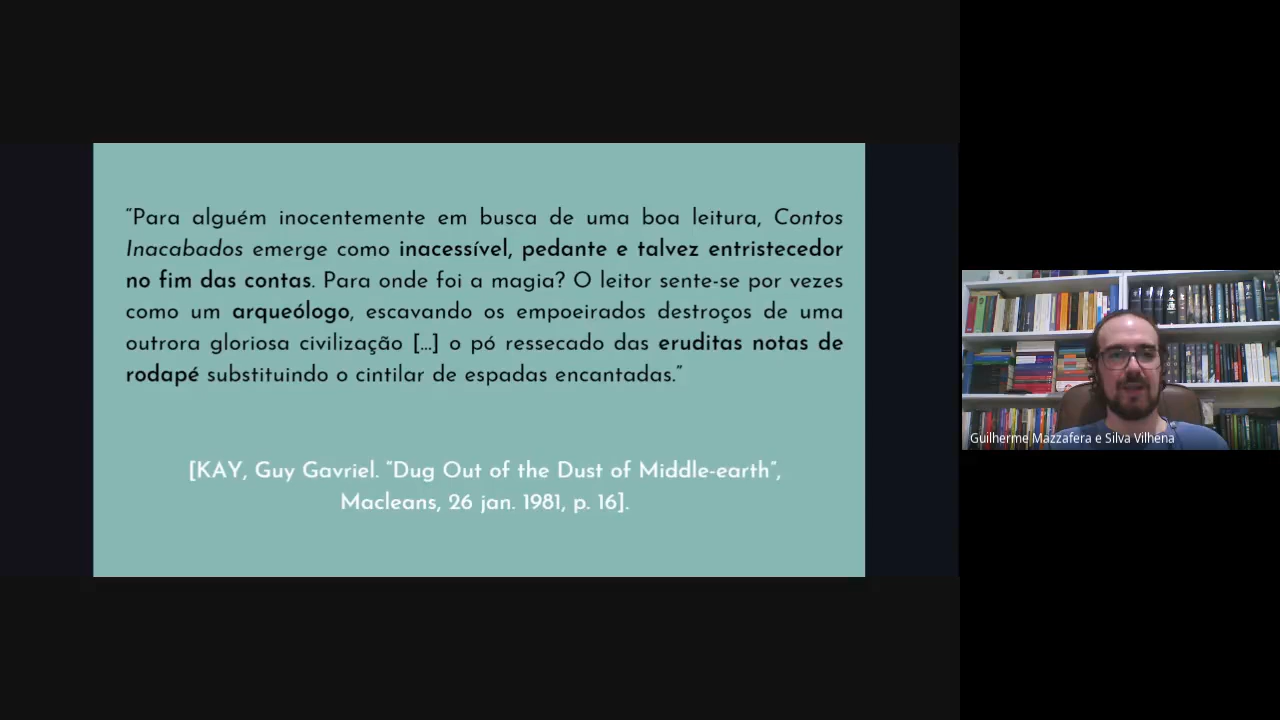 “Para alguém inocentemente em busca de uma boa leitura, Contos
Inacabados emerge como inacessível, pedante e talvez entristecedor
no fim das contas. Para onde foi a magia? O leitor sente-se por vezes
como um arqueólogo, escavando os empoeirados destroços de uma
outrora gloriosa civilização [...] o pó ressecado das eruditas notas de
rodapé substituindo o cintilar de espadas encantadas.”
[KAY, Guy Gavriel. “Dug Out of the Dust of Middle-earth”,
Macleans, 26 jan. 1981, p. 16].
Guilherme Mazzafera e Silva Vilhena